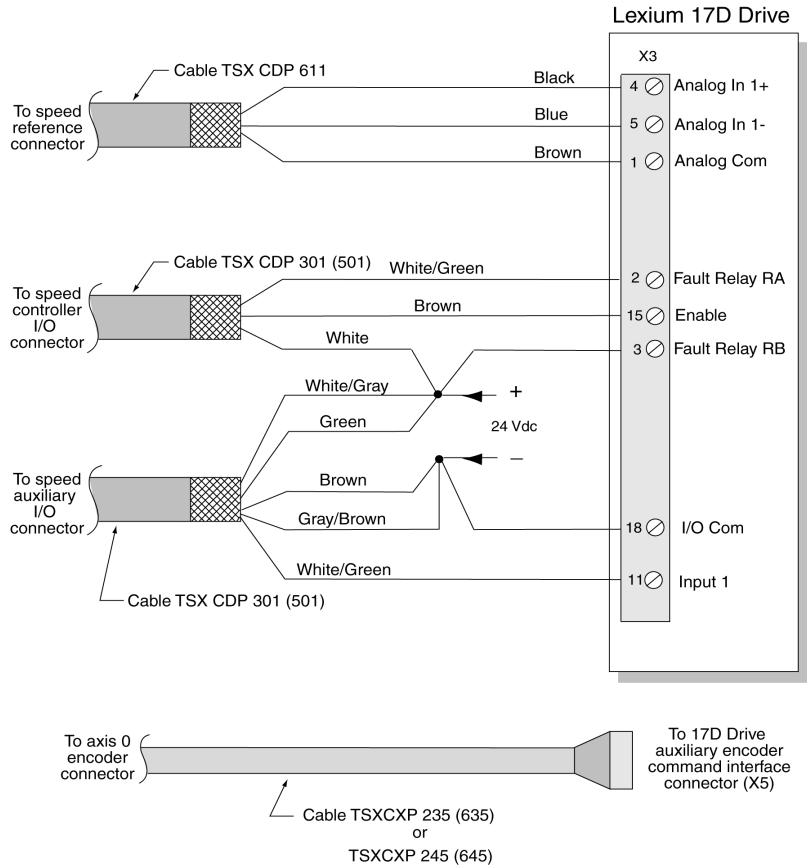 Lexium 17D Drive
X3
Cable TSX CDP 611
To speed
reference
connector
Black
4
Analog In 1+
Blue
5
Analog In 1-
Brown
1
Analog Com
Cable TSX CDP 301 (501)
To speed
controller
I/O
connector
White/Green
2
Fault Relay RA
Brown
15
Enable
White
3
Fault Relay RB
White/Gray
+
Green
24 Vdc
To speed
auxiliary
I/O
connector
Brown
–
Gray/Brown
18
I/O Com
White/Green
11
Input 1
Cable TSX CDP 301 (501)
To axis 0
encoder
connector
To 17D Drive
auxiliary encoder
command interface
connector (X5)
Cable TSXCXP 235 (635)
or
TSXCXP 245 (645)